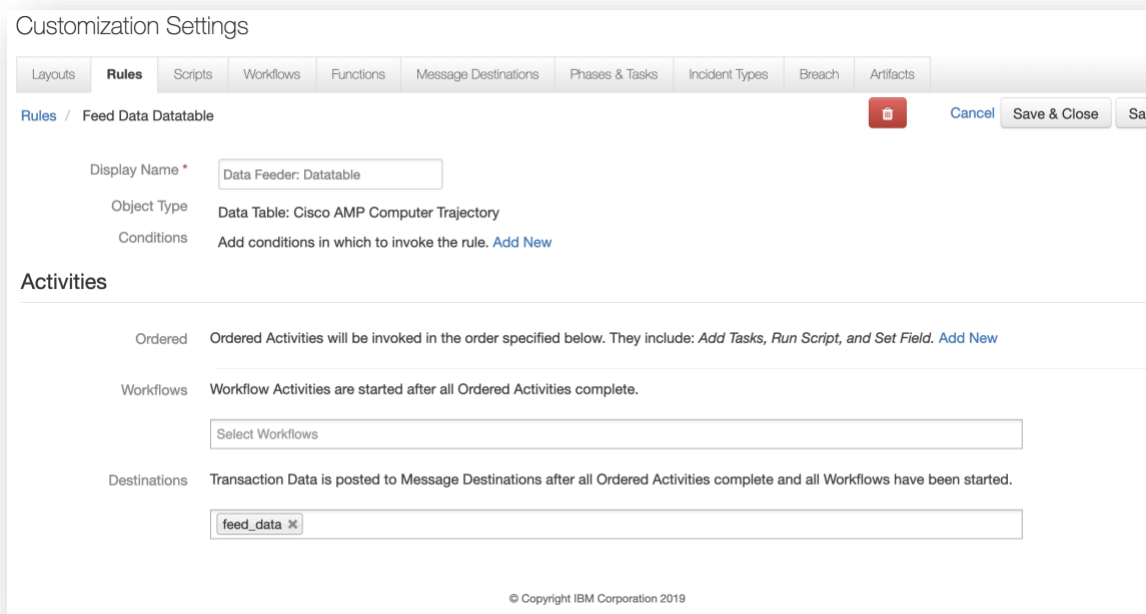 Customization Settings
Layouts Rules Scripts Workflows Functions Message Destinations Phases & Tasks Incident Types Breach Artifacts
Rules / Feed Data Datatable Cancel Save & Close Sa
Display Name * Data Feeder: Datatable
Object Type Data Table: Cisco AMP Computer Trajectory
Conditions Add conditions in which to invoke the rule. Add New
Activities
Ordered Ordered Activities will be invoked in the order specified below. They include: Add Tasks, Run Script, and Set Field. Add New
Workflows Workflow Activities are started after all Ordered Activities complete.
Select Workflows
Destinations Transaction Data is posted to Message Destinations after all Ordered Activities complete and all Workflows have been started.
feed_data ×
© Copyright IBM Corporation 2019